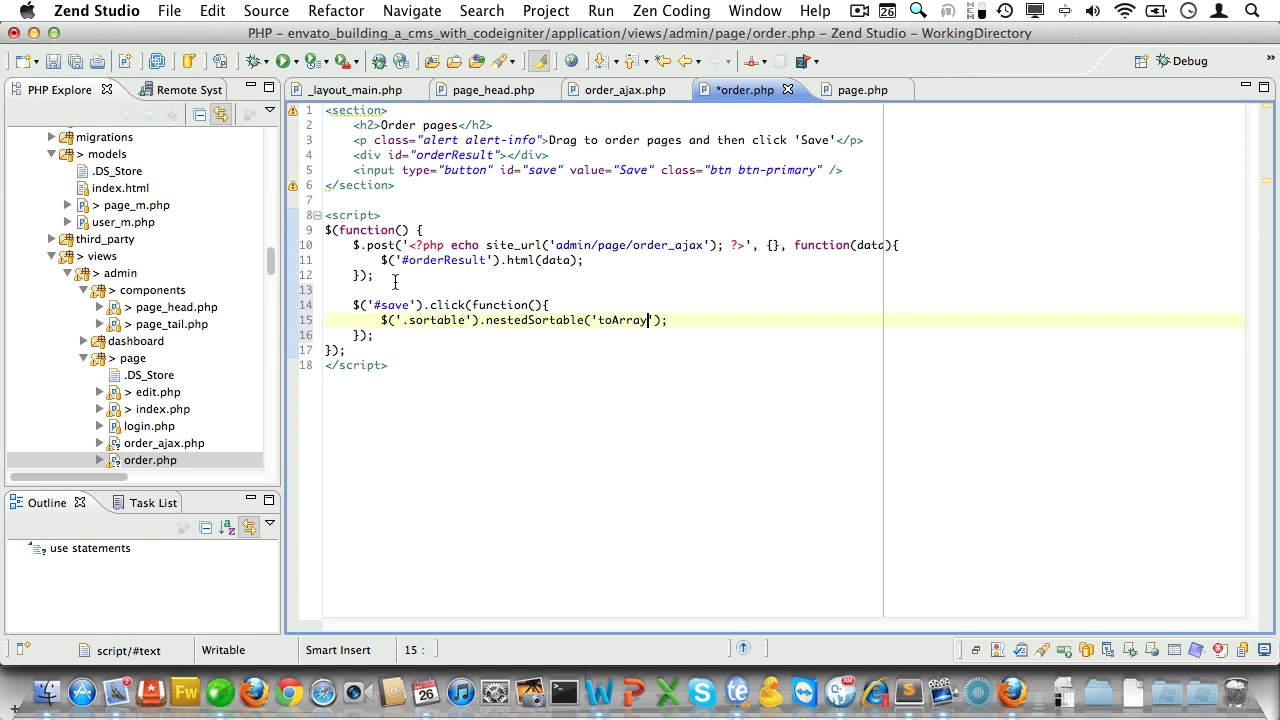 Zen Studio File Edit Source Refactor Navigate Search Project Run Zen Coding Window Help 26
PHP – envato_building_a_cms_with_codeigniter/application/views/admin/page/order.php – Zend Studio – WorkingDirectory
Debug
PHP Explore Remote Syst
_layout_main.php page_head.php order_ajax.php *order.php page.php
migrations
> models
.DS_Store
index.html
> page_m.php
user_m.php
third_party
> views
> admin
> components
> page_head.php
> page_tail.php
dashboard
> page
.DS_Store
> edit.php
> index.php
login.php
order_ajax.php
order.php
Outline Task List
use statements
1 <section>
2 <h2>Order pages</h2>
3 <p class="alert alert-info">Drag to order pages and then click 'Save'</p>
4 <div id="orderResult"></div>
5 <input type="button" id="save" value="Save" class="btn btn-primary" />
6 </section>
7
8 <script>
9 $(function() {
10 $.post('<?php echo site_url('admin/page/order_ajax'); ?>', {}, function(data){
11 $('#orderResult').html(data);
12 });
13
14 $('#save').click(function(){
15 $('.sortable').nestedSortable('toArray');
16 });
17 });
18 </script>
script/#text Writable Smart Insert 15 :